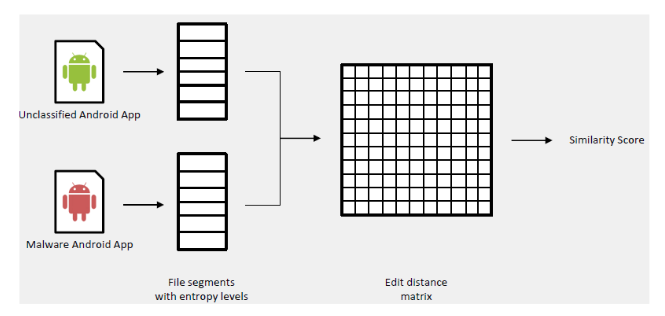 Unclassified Android App
Malware Android App
File segments
with entropy levels
Edit distance
matrix
Similarity Score